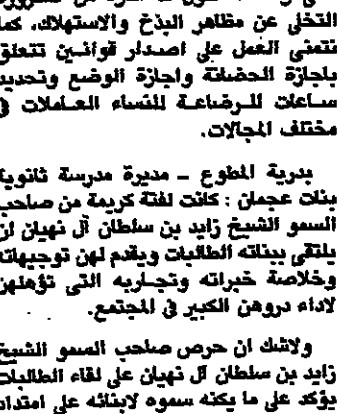 التخلي عن مظاهر البذخ والاستهلاك، كما
نتمنى العمل على اصدار قوانين تتعلق
باجازة الحضانة واجازة الوضع وتحديد
ساعات للرضاعة للنساء العاملات في
مختلف المجالات.
بدرية المطوع – مديرة مدرسة ثانوية
بنات عجمان : كانت لفتة كريمة من صاحب
السمو الشيخ زايد بن سلطان آل نهيان ان
يلتقي ببناته الطالبات ويقدم لهن توجيهاته
وخلاصة خبراته وتجاربه التي تؤهلهن
لاداء دروهن الكبير في المجتمع.
ولاشك ان حرص صاحب السمو الشيخ
زايد بن سلطان آل نهيان على لقاء الطالبات
يؤكد على ما يكنه سموه لابنائه على امتداد